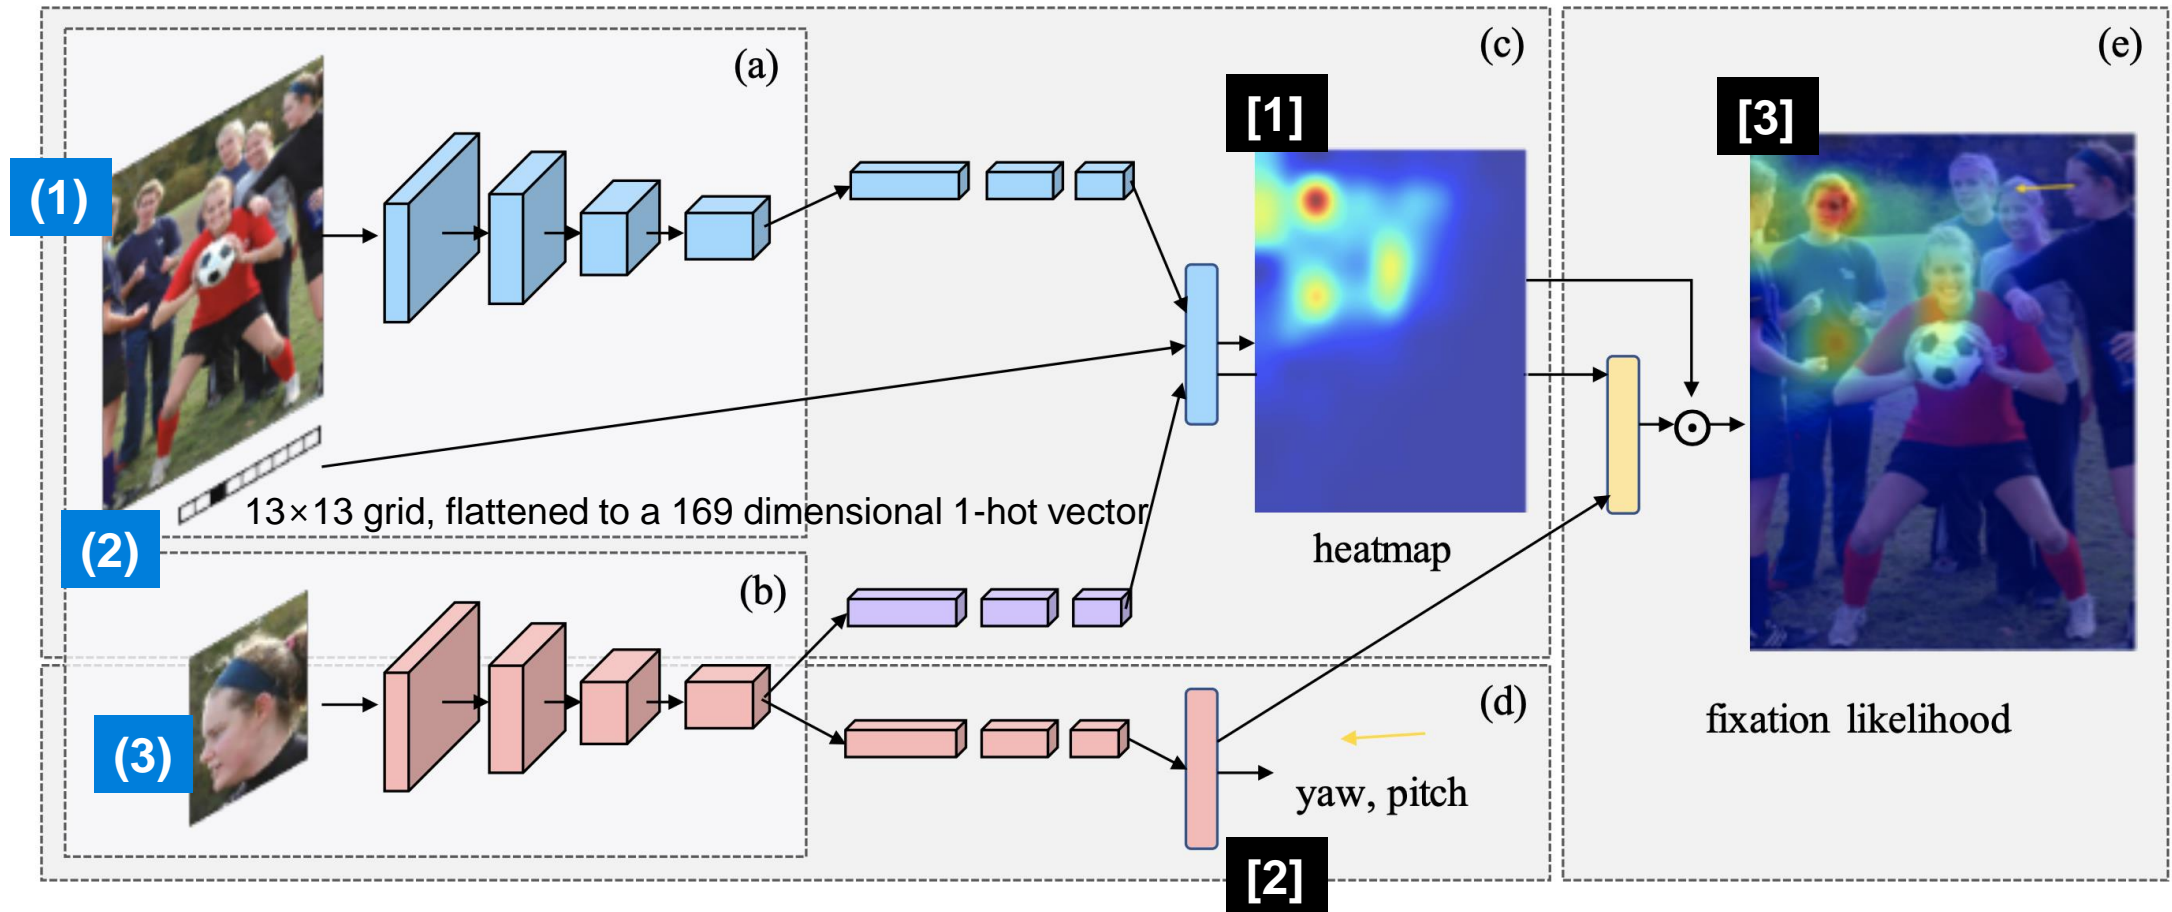 (a)
(c)
(e)
[1]
[3]
(1)
13×13 grid, flattened to a 169 dimensional 1-hot vector
(2)
heatmap
(b)
(d)
fixation likelihood
(3)
yaw, pitch
[2]